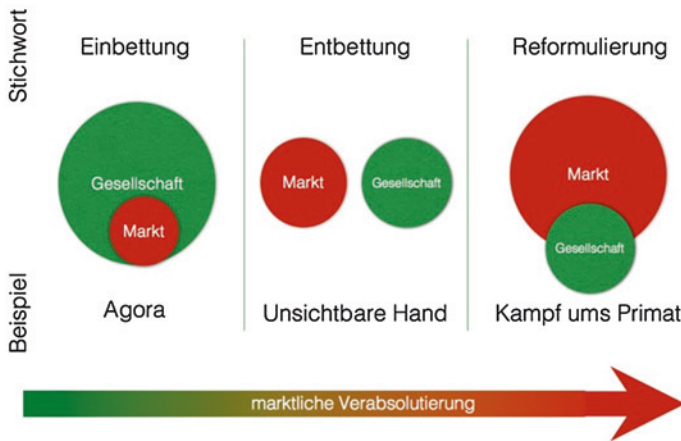 Stichwort
Einbettung
Entbettung
Reformulierung
Gesellschaft
Markt
Markt
Gesellschaft
Markt
Gesellschaft
Beispiel
Agora
Unsichtbare Hand
Kampf ums Primat
marktliche Verabsolutierung